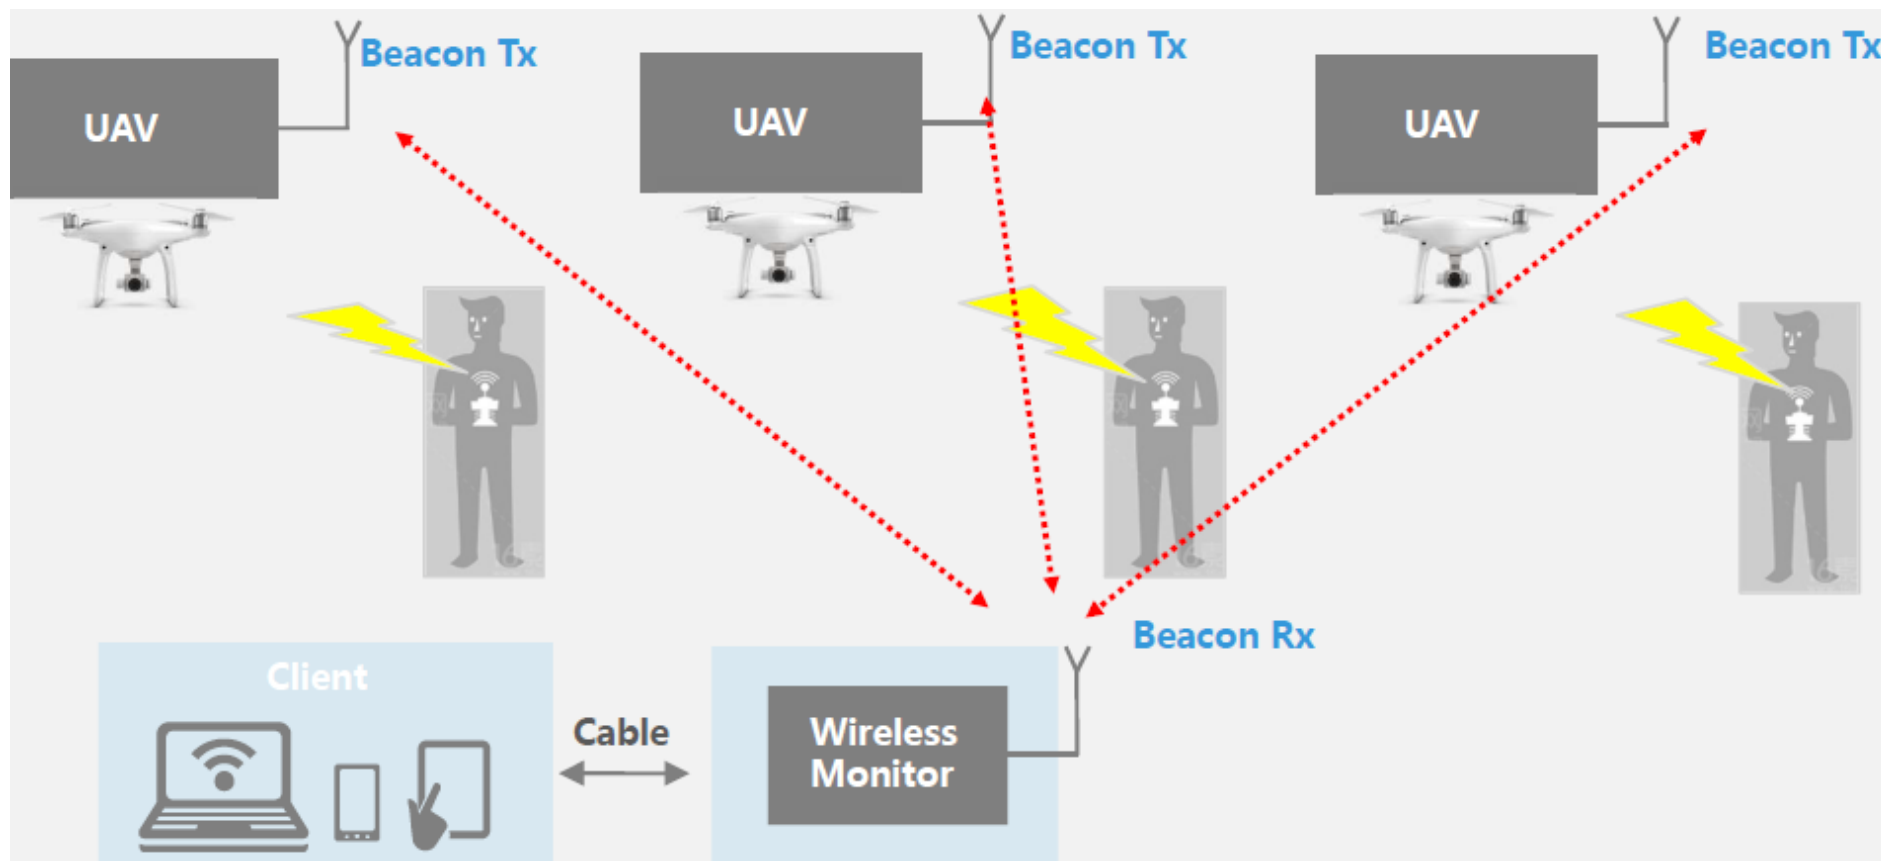 Beacon Tx
Beacon Tx
Beacon Tx
UAV
UAV
UAV
Beacon Rx
Client
Cable
Wireless
Monitor